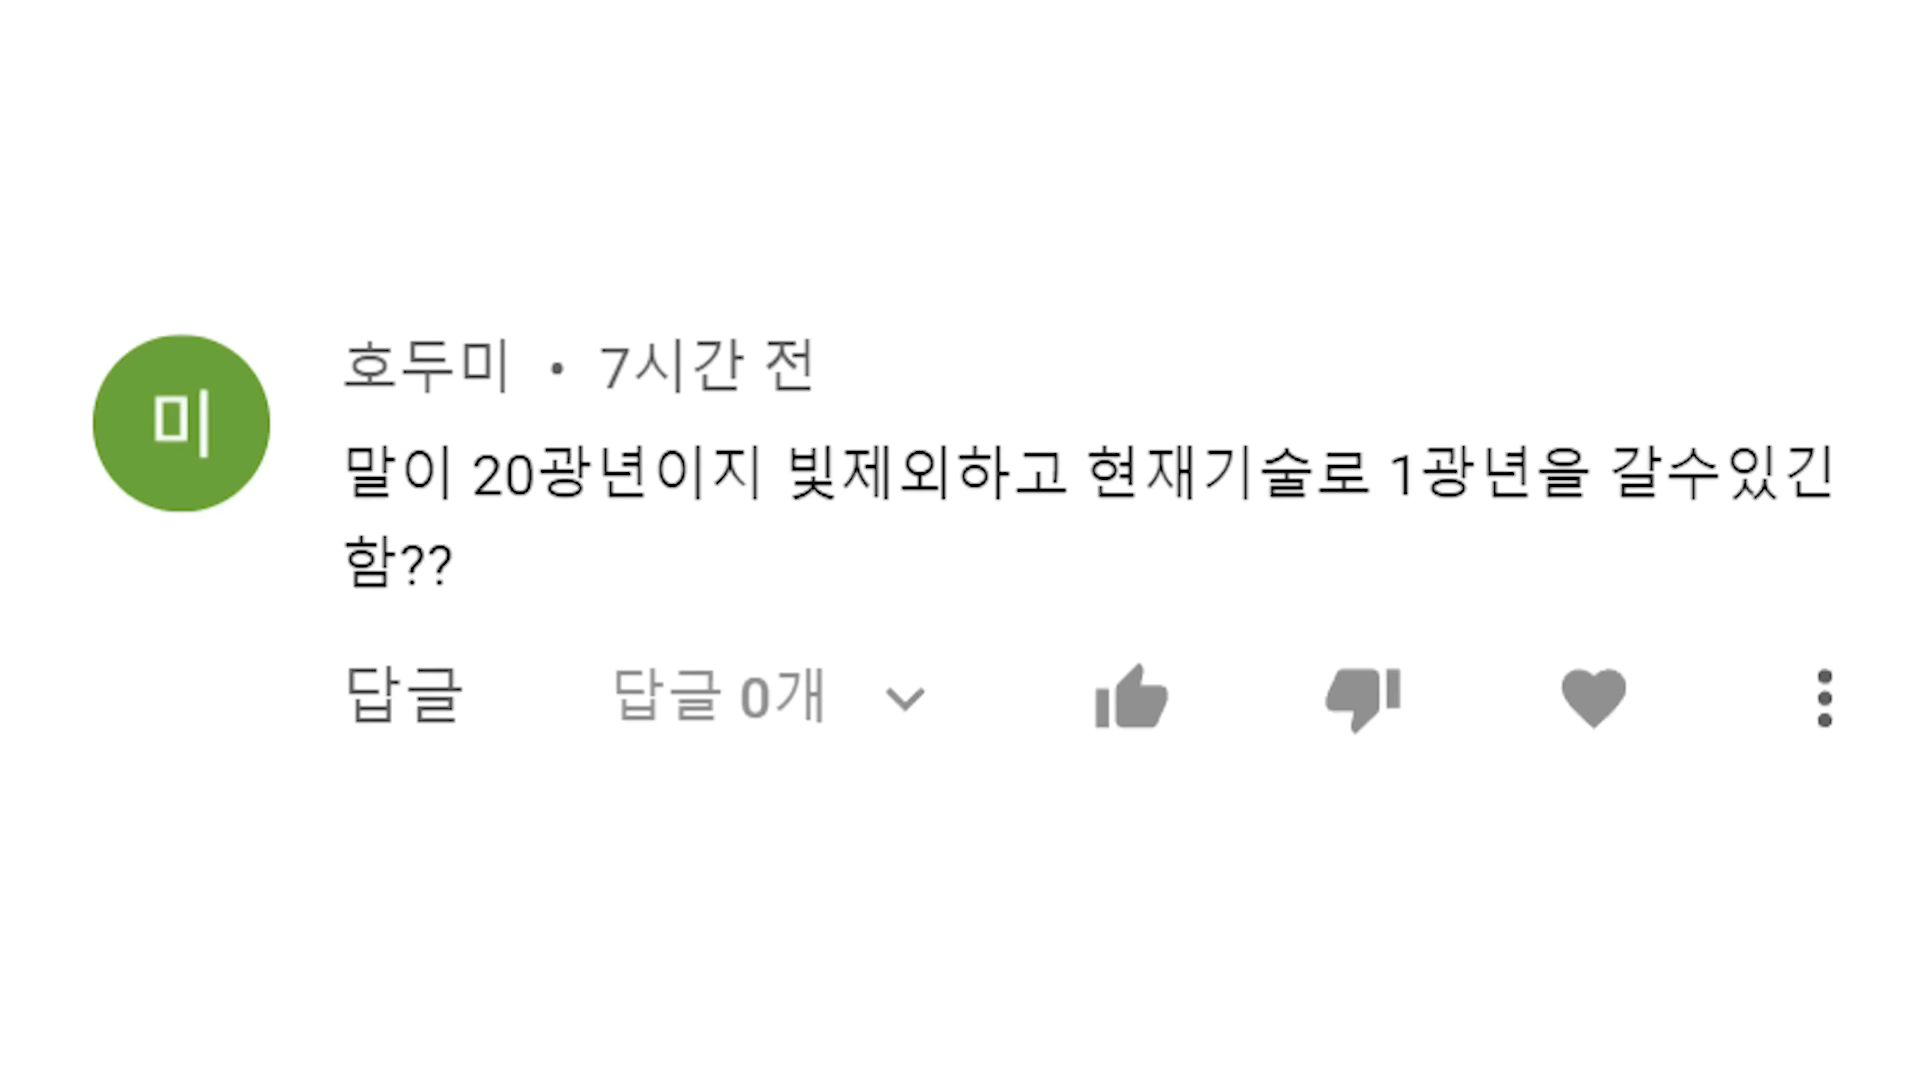 미
호두미 • 7시간 전
말이 20광년이지 빛제외하고 현재기술로 1광년을 갈수있긴
함??
답글 답글 0개